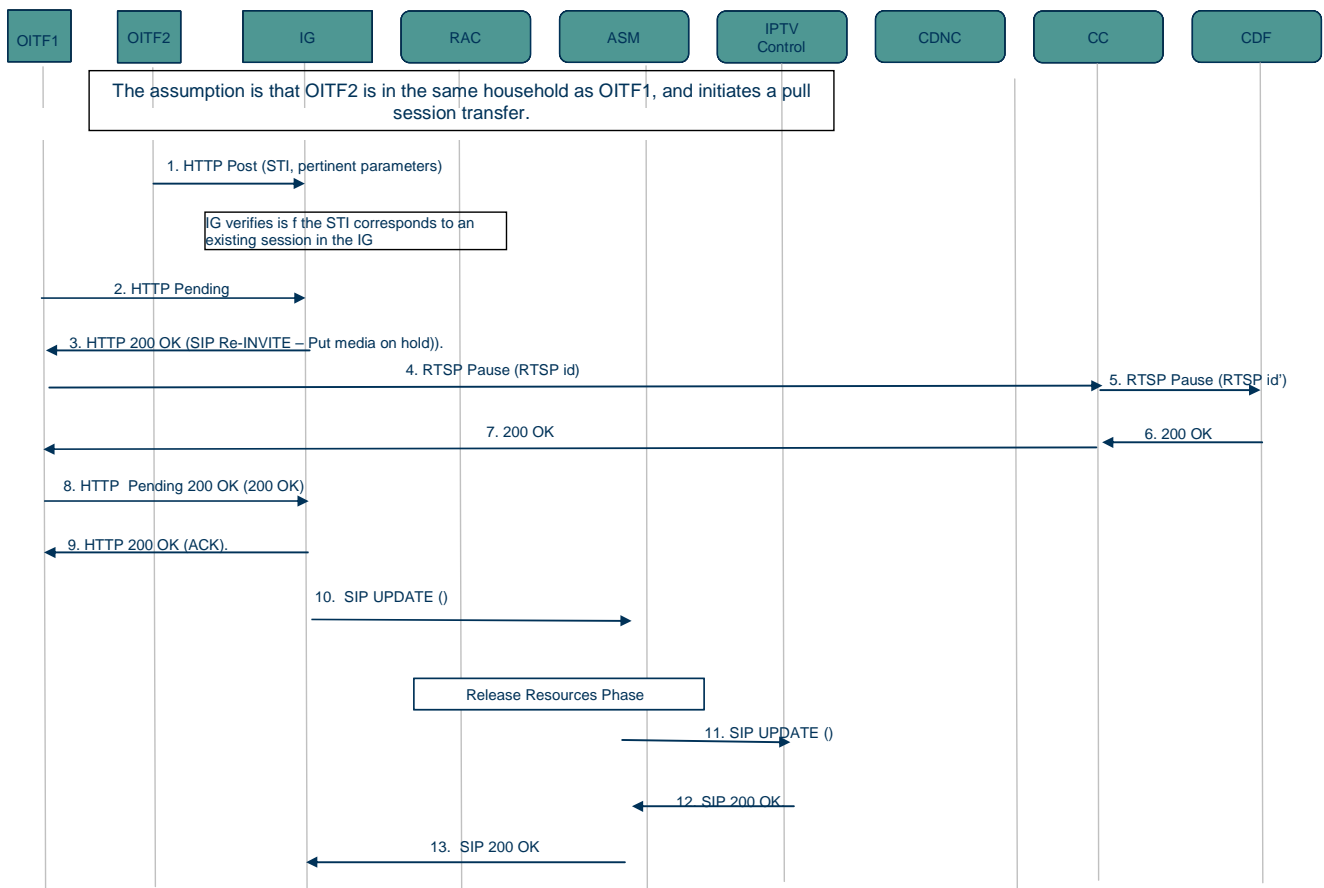 OITF1
OITF2
IG
RAC
ASM
IPTV
Control
CDNC
CC
CDF
The assumption is that OITF2 is in the same household as OITF1, and initiates a pull
session transfer.
1. HTTP Post (STI, pertinent parameters)
IG verifies is f the STI corresponds to an
existing session in the IG
2. HTTP Pending
3. HTTP 200 OK (SIP Re-INVITE – Put media on hold)).
4. RTSP Pause (RTSP id)
5. RTSP Pause (RTSP id’)
7. 200 OK
6. 200 OK
8. HTTP  Pending 200 OK (200 OK)
9. HTTP 200 OK (ACK).
10.  SIP UPDATE ()
Release Resources Phase
11. SIP UPDATE ()
12. SIP 200 OK
13.  SIP 200 OK